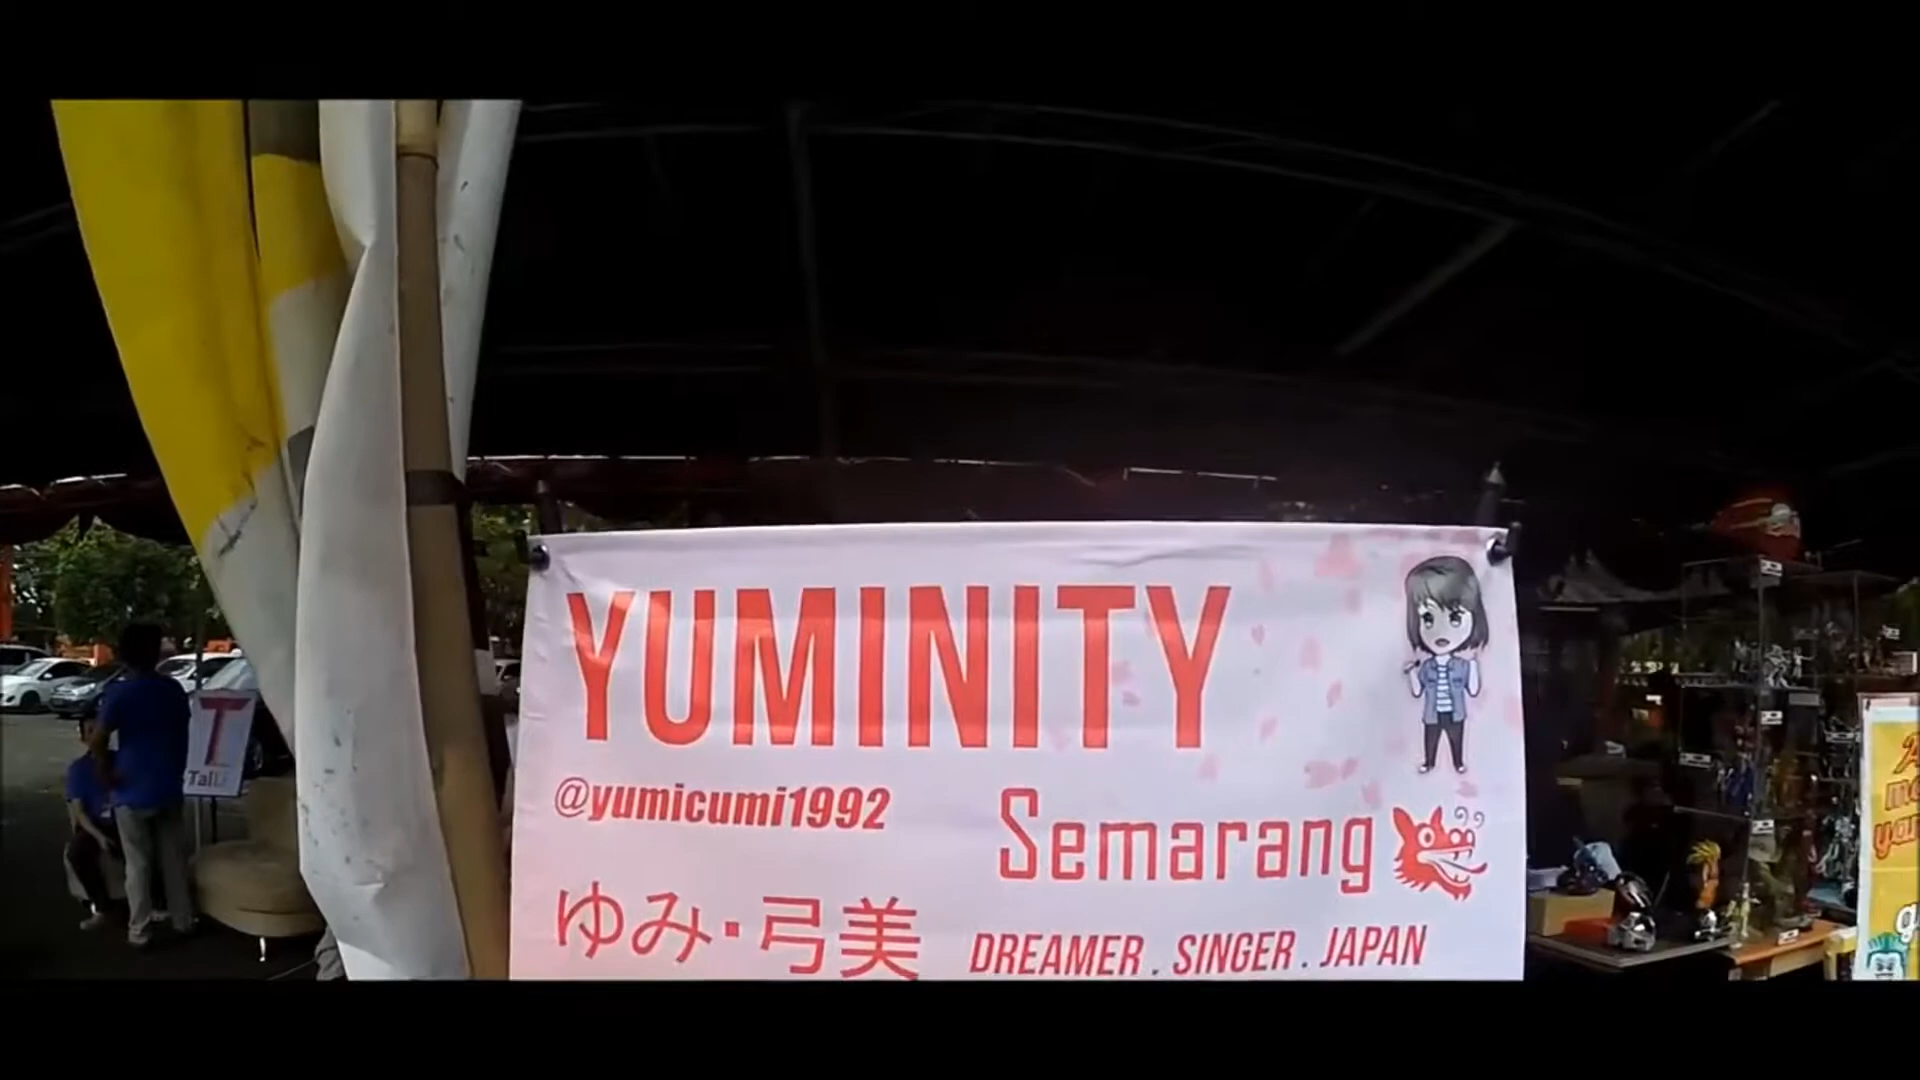 YUMINITY
@yumicumi1992
Semarang
ゆみ・弓美
DREAMER . SINGER . JAPAN
T